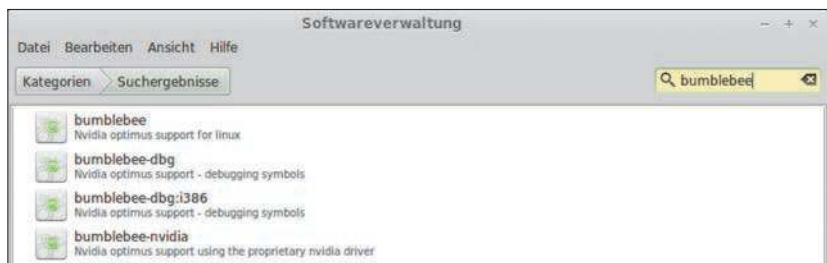 Softwareverwaltung
Datei Bearbeiten Ansicht Hilfe
Kategorien Suchergebnisse bumblebee
bumblebee
Nvidia optimus support for linux
bumblebee-dbg
Nvidia optimus support - debugging symbols
bumblebee-dbg:i386
Nvidia optimus support - debugging symbols
bumblebee-nvidia
Nvidia optimus support using the proprietary nvidia driver